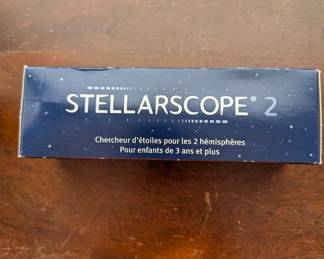 STELLARSCOPE® 2
Chercheur d'étoiles pour les 2 hémisphères
Pour enfants de 3 ans et plus